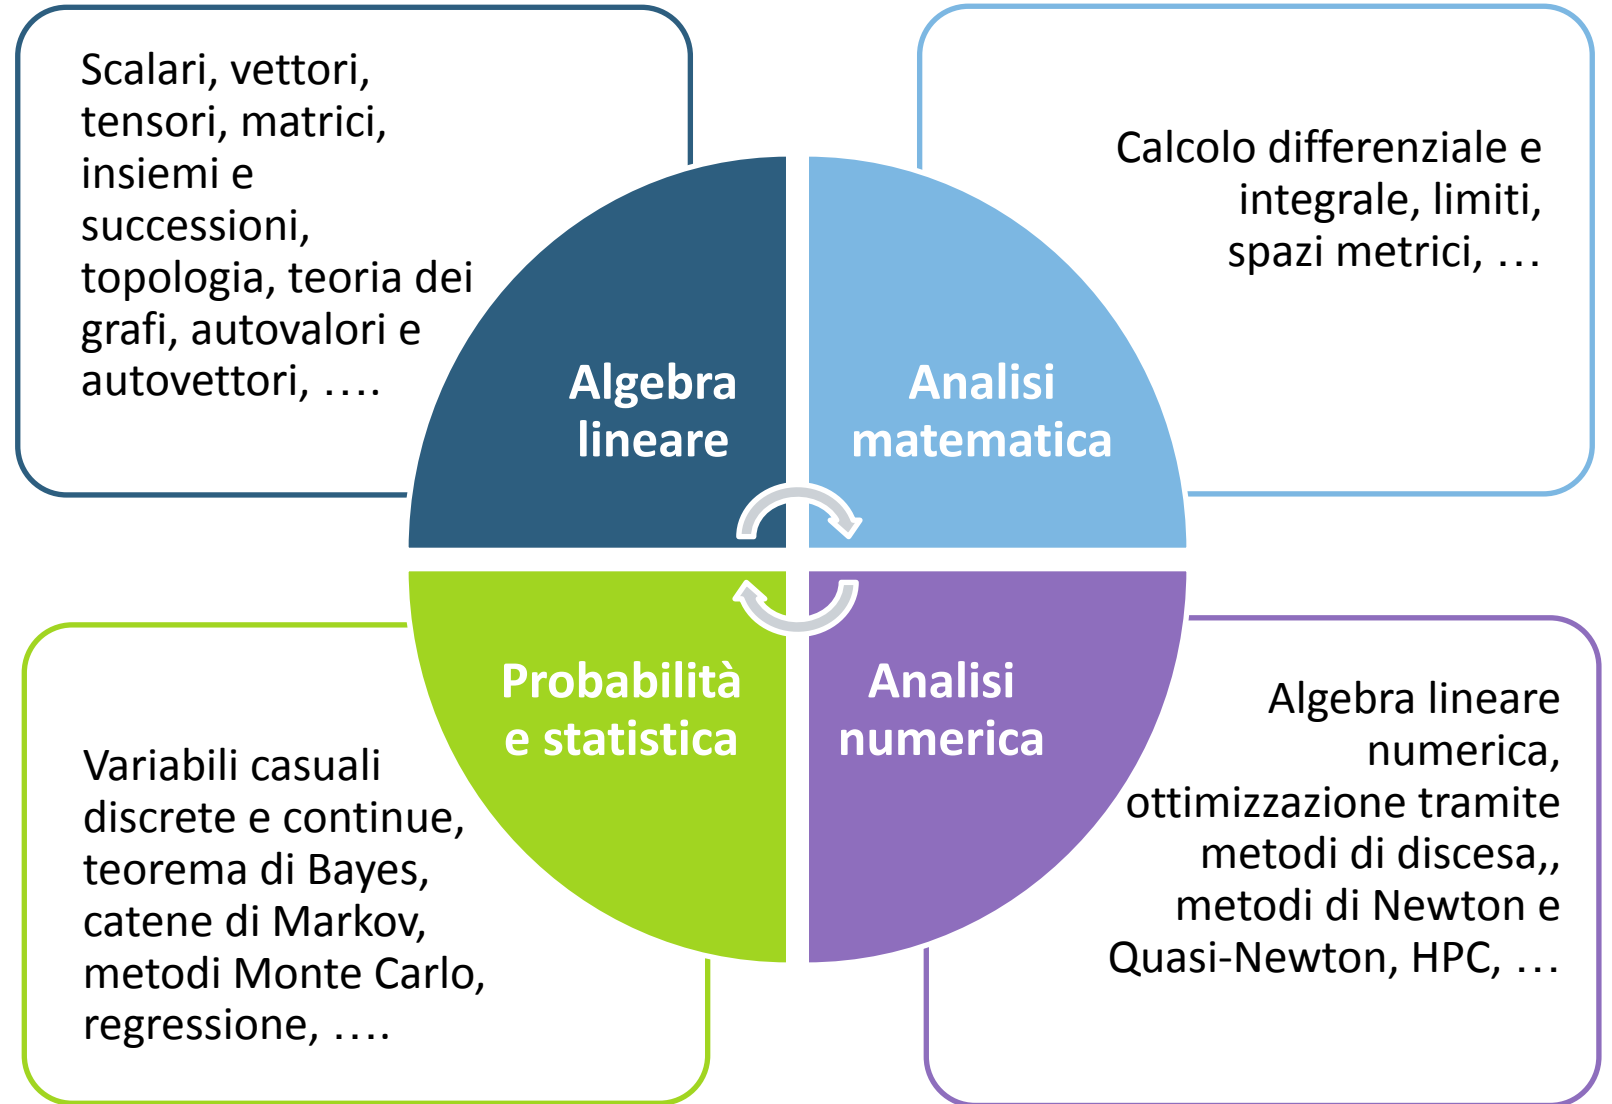 Scalari, vettori,
tensori, matrici,
insiemi e
successioni,
topologia, teoria dei
grafi, autovalori e
autovettori, ….
Calcolo differenziale e
integrale, limiti,
spazi metrici, …
Algebra
lineare
Analisi
matematica
Probabilità
e statistica
Analisi
numerica
Variabili casuali
discrete e continue,
teorema di Bayes,
catene di Markov,
metodi Monte Carlo,
regressione, ….
Algebra lineare
numerica,
ottimizzazione tramite
metodi di discesa,,
metodi di Newton e
Quasi-Newton, HPC, …